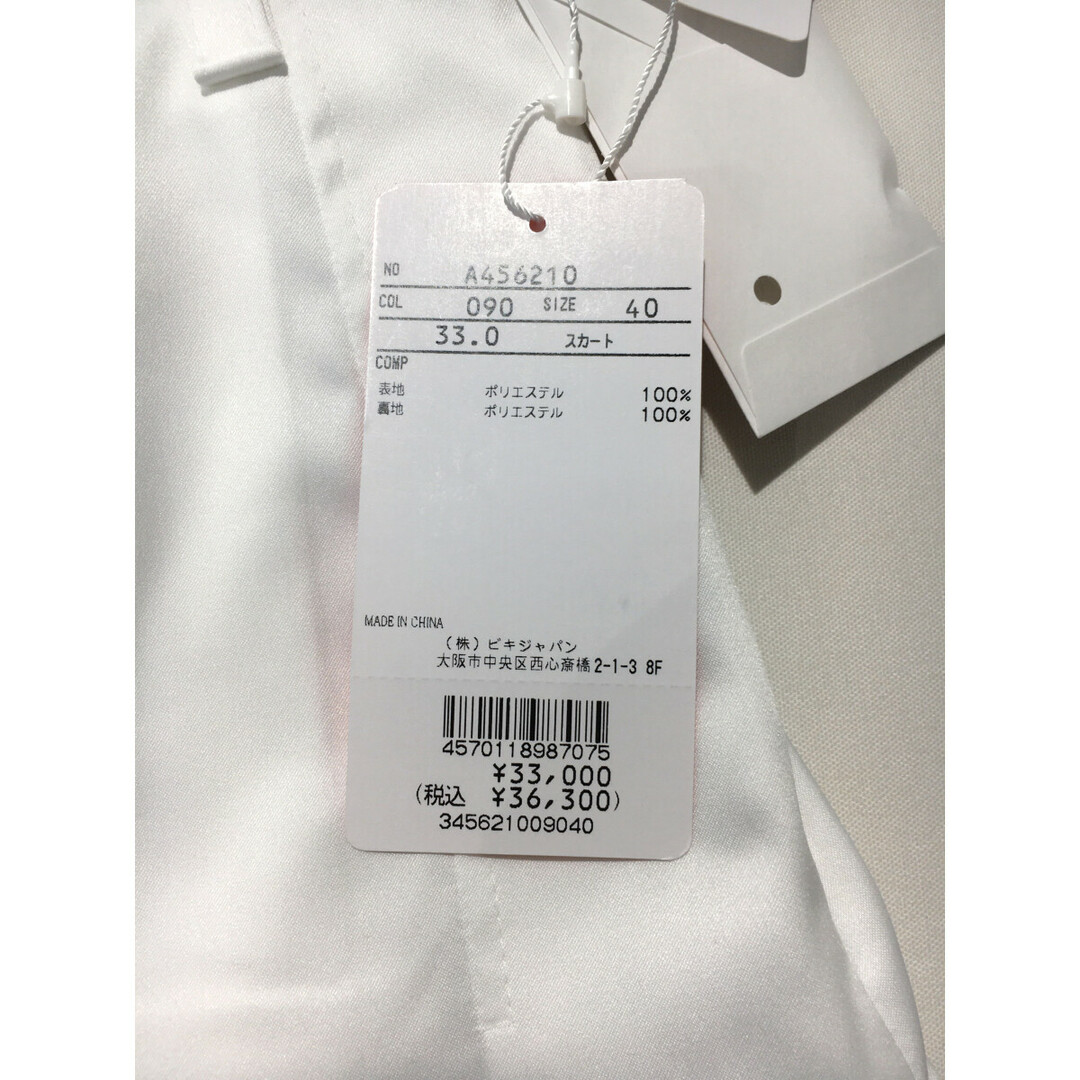 NO A456210
COL 090 SIZE 40
33.0 スカート
COMP
表地 ポリエステル 100%
裏地 ポリエステル 100%
MADE IN CHINA
(株)ビキジャパン
大阪市中央区西心斎橋2-1-3 8F
4570118987075
¥33,000
(税込 ¥36,300)
345621009040